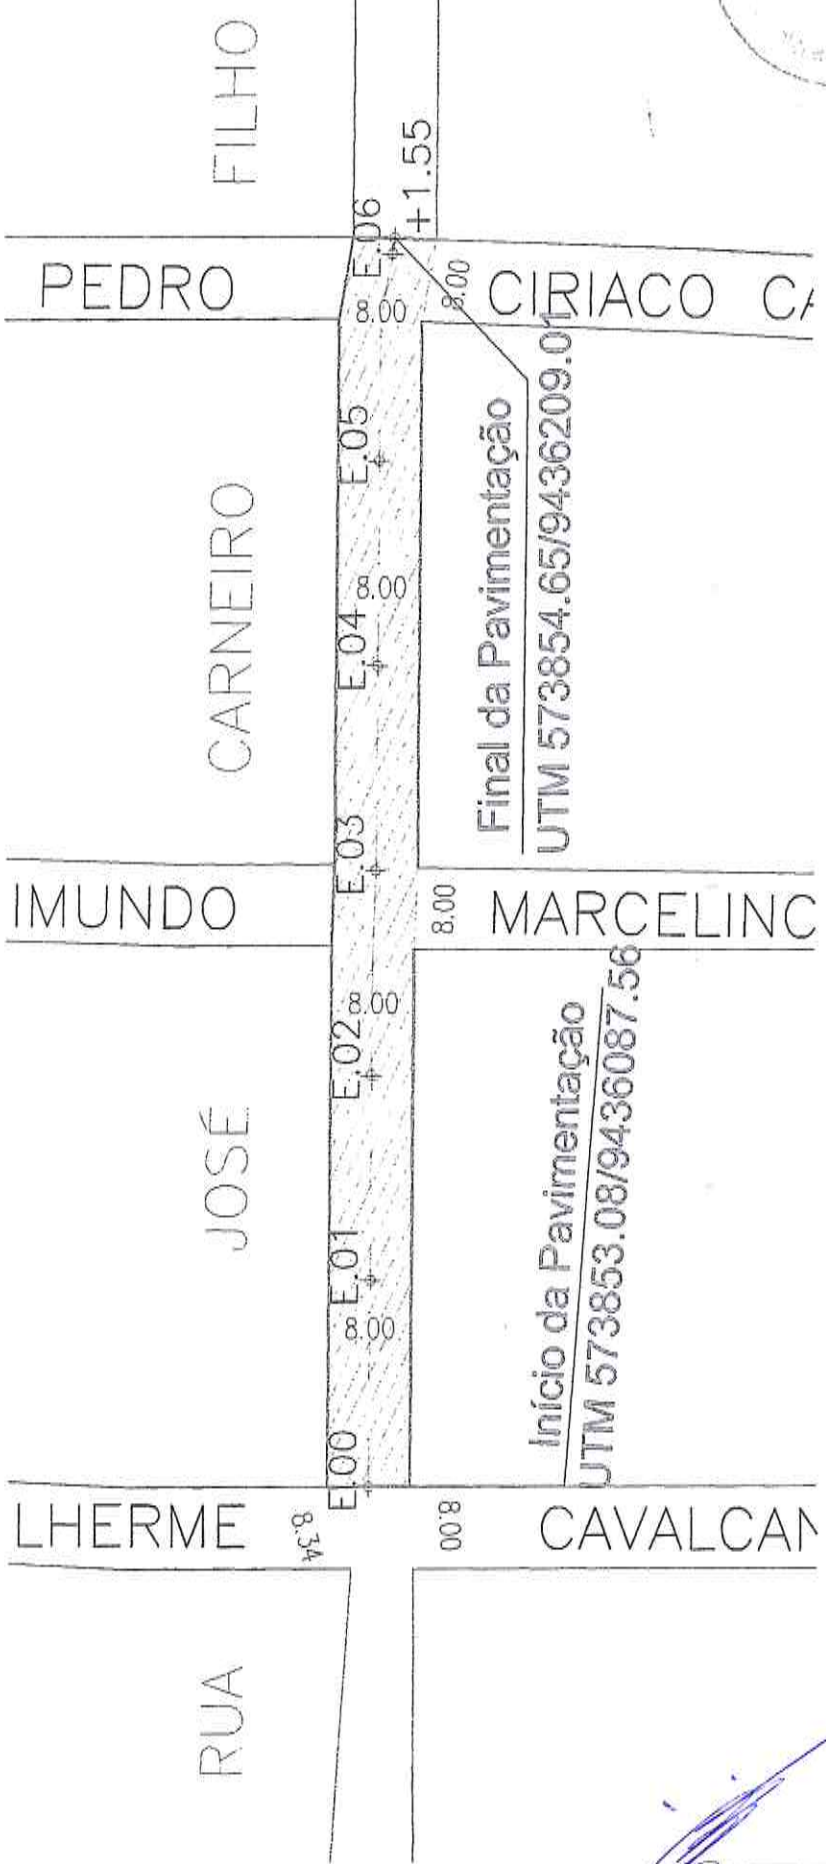 RUA JOSÉ CARNEIRO FILHO
PEDRO
CIRIACO CA
IMUNDO
MARCELINC
LHERME
CAVALCAN
E.06
+1.55
8.00
8.00
E.05
8.00
E.04
E.03
8.00
8.00
E.02
E.01
8.00
E.00
8.34
8.00
Final da Pavimentação
UTM 573854.65/9436209.01
Início da Pavimentação
UTM 573853.08/9436087.56